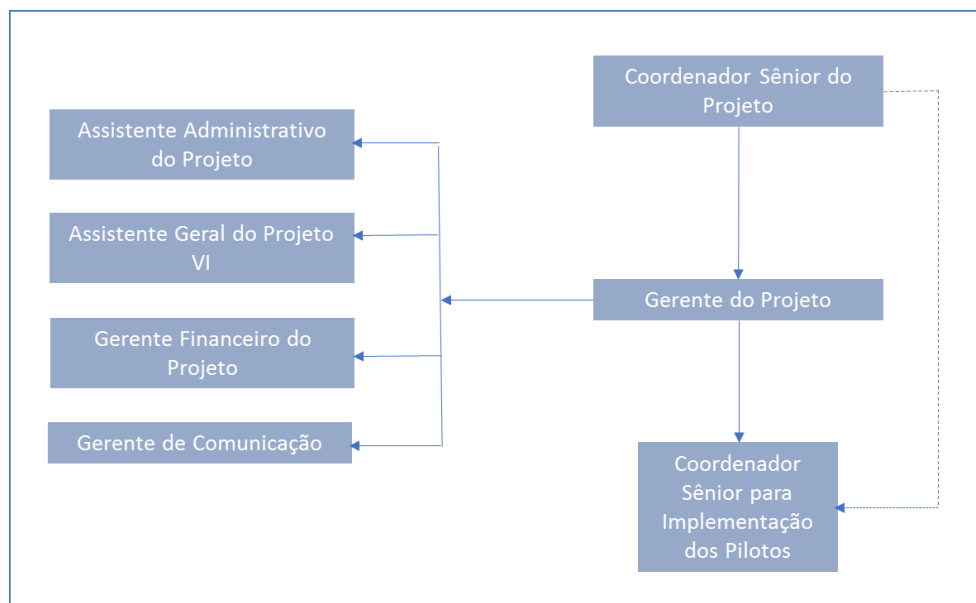 Coordenador Sênior do
Projeto
Assistente Administrativo
do Projeto
Assistente Geral do Projeto
VI
Gerente do Projeto
Gerente Financeiro do
Projeto
Gerente de Comunicação
Coordenador
Sênior para
Implementação
dos Pilotos